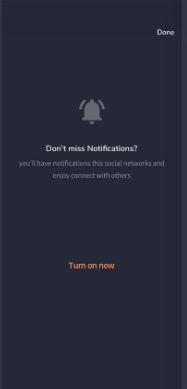 Done
Don't miss Notifications?
you'll have notifications this social networks and
enjoy connect with others
Turn on now